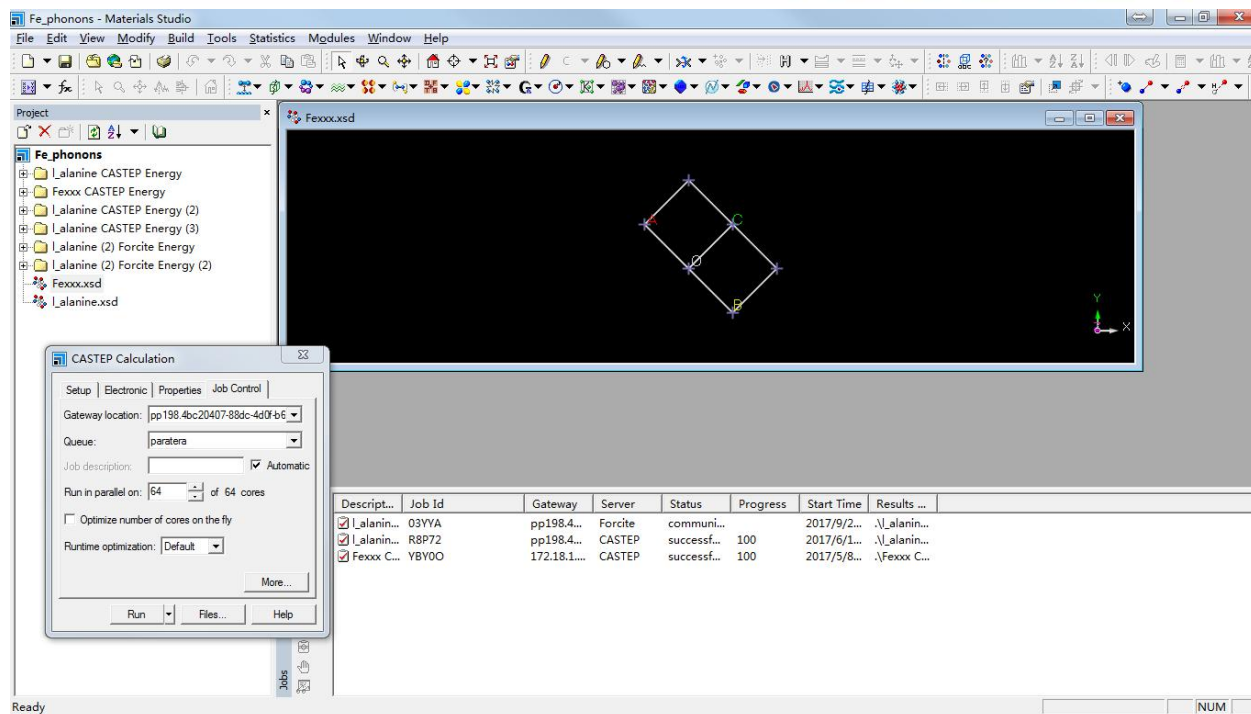 Fe_phonons - Materials Studio
File Edit View Modify Build Tools Statistics Modules Window Help
Project
Fe_phonons
l_alanine CASTEP Energy
Fexxx CASTEP Energy
l_alanine CASTEP Energy (2)
l_alanine CASTEP Energy (3)
l_alanine (2) Forcite Energy
l_alanine (2) Forcite Energy (2)
Fexxx.xsd
l_alanine.xsd
Fexxx.xsd
A
C
O
B
Y
X
CASTEP Calculation
Setup Electronic Properties Job Control
Gateway location: pp198.4bc20407-88dc-4d0f-b6
Queue: paratera
Job description: Automatic
Run in parallel on: 64 of 64 cores
Optimize number of cores on the fly
Runtime optimization: Default
More...
Run Files... Help
Jobs
Descript... Job Id Gateway Server Status Progress Start Time Results ...
l_alanin... 03YYA pp198.4... Forcite communi... 2017/9/2... .\l_alanin...
l_alanin... R8P72 pp198.4... CASTEP successf... 100 2017/6/1... .\l_alanin...
Fexxx C... YBY0O 172.18.1.... CASTEP successf... 100 2017/5/8... .\Fexxx C...
Ready
NUM